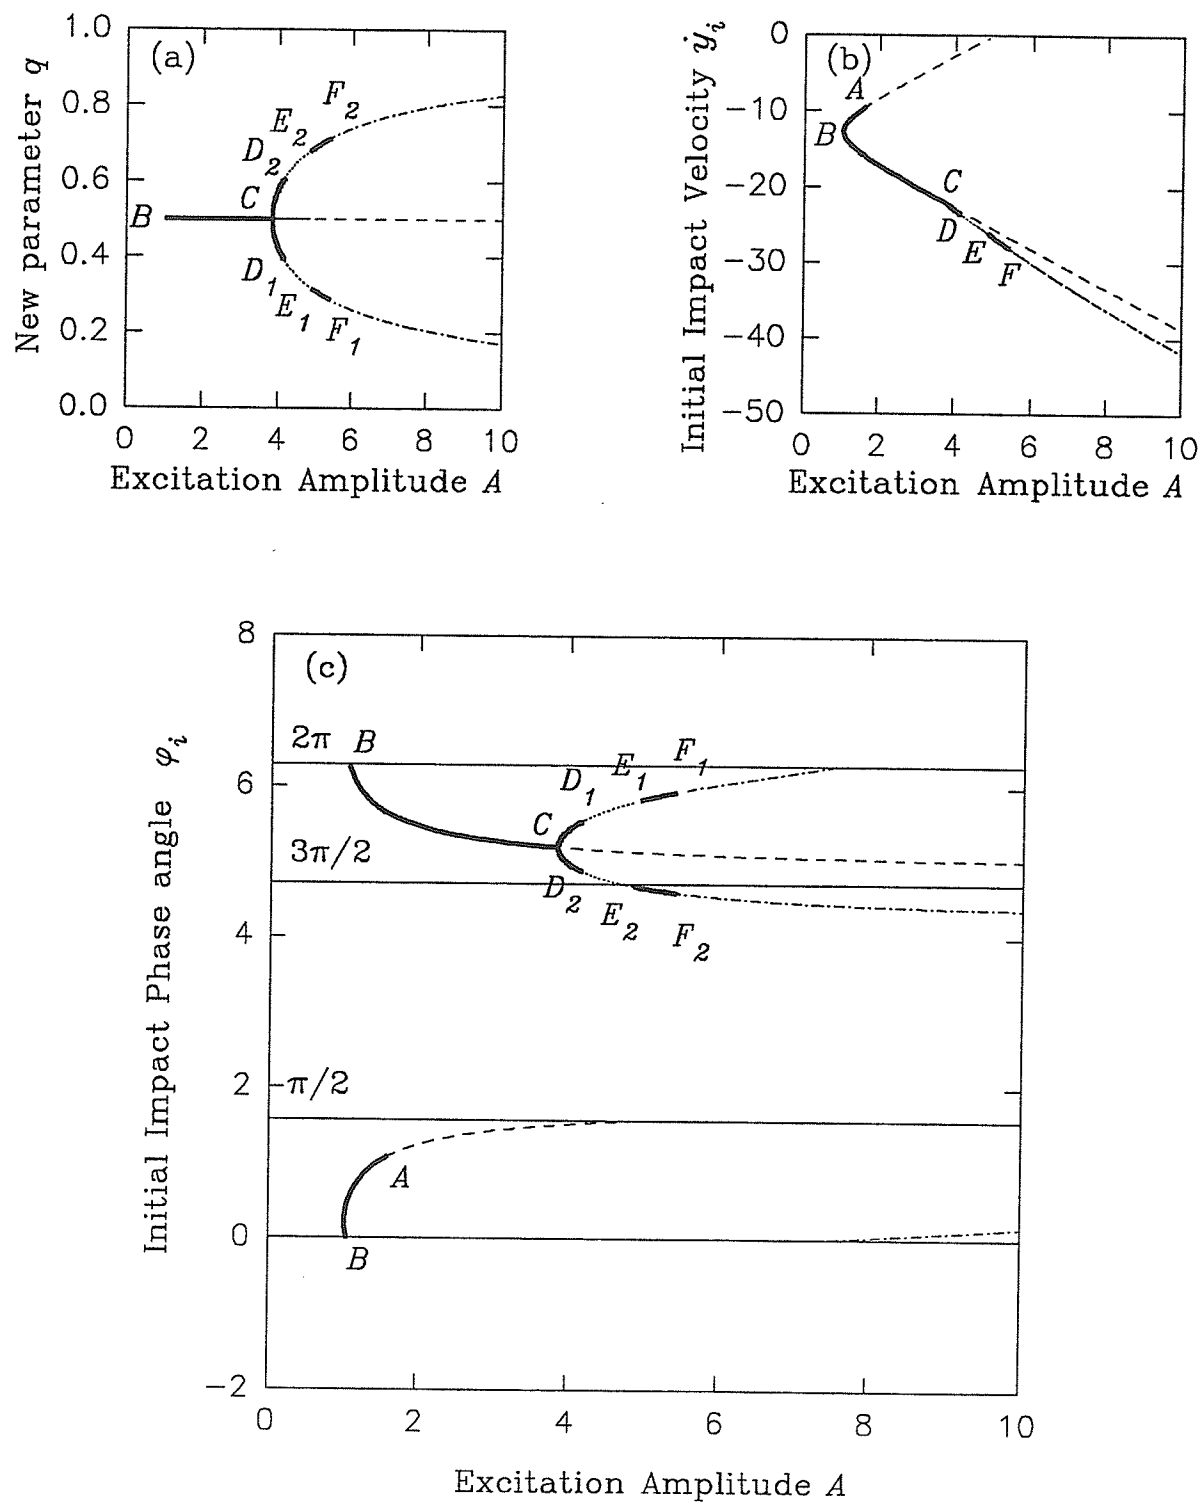 (a)
New parameter q
1.0
0.8
0.6
0.4
0.2
0.0
B
C
D2
E2
F2
D1
E1
F1
0 2 4 6 8 10
Excitation Amplitude A
(b)
Initial Impact Velocity ẏi
0
−10
−20
−30
−40
−50
A
B
C
D
E
F
0 2 4 6 8 10
Excitation Amplitude A
(c)
Initial Impact Phase angle φi
8
6
4
2
0
−2
2π
B
3π/2
C
D1
E1
F1
D2
E2
F2
π/2
A
B
0 2 4 6 8 10
Excitation Amplitude A